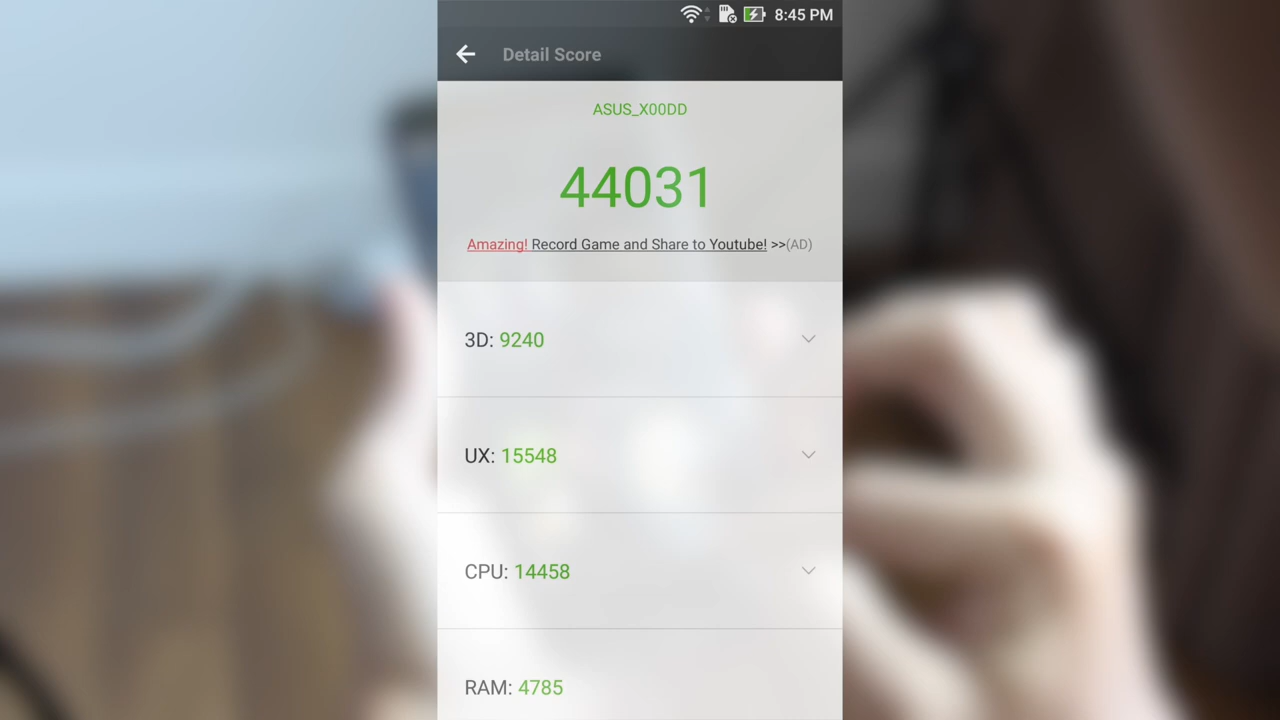 8:45 PM
Detail Score
ASUS_X00DD
44031
Amazing! Record Game and Share to Youtube! >>(AD)
3D: 9240
UX: 15548
CPU: 14458
RAM: 4785